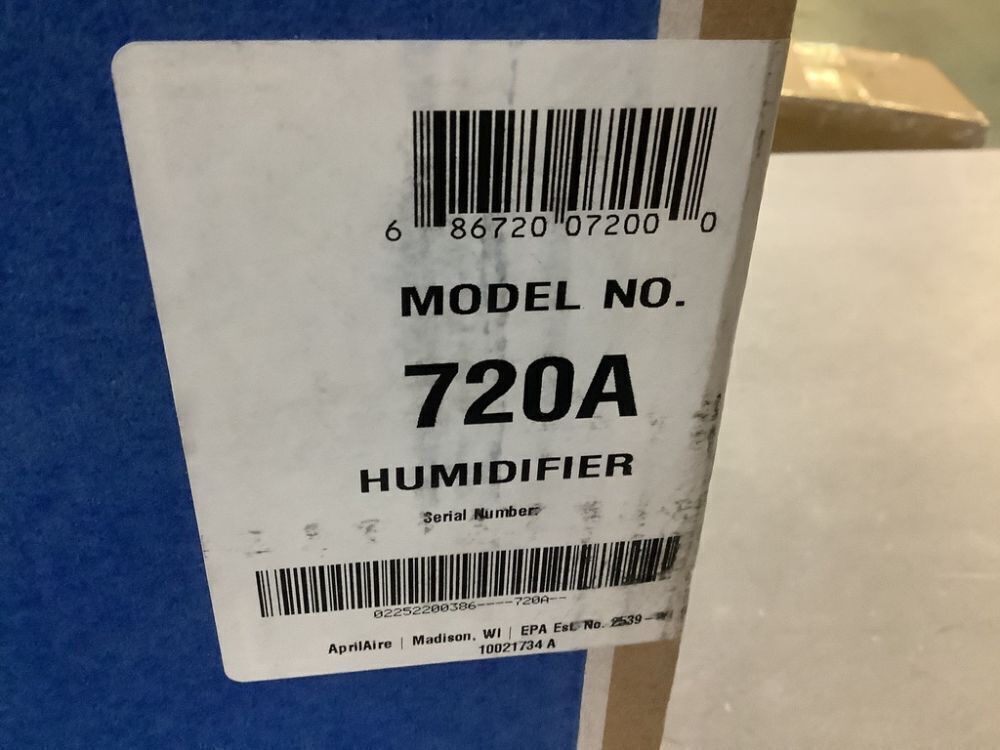 6 86720 07200 0
MODEL NO.
720A
HUMIDIFIER
Serial Number:
02252200386----720A--
AprilAire | Madison, WI | EPA Est. No. 2539-WI
10021734 A